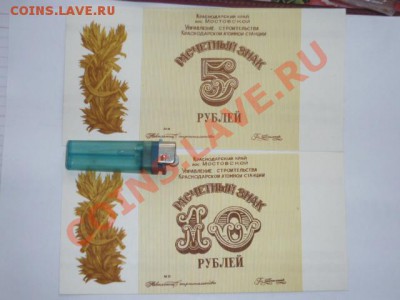 COINS.LAVE.RU
Краснодарский край
пос. Мостовской
Управление строительства
Краснодарской атомной станции
РАСЧЕТНЫЙ ЗНАК
5
РУБЛЕЙ
Краснодарский край
пос. Мостовской
Управление строительства
Краснодарской атомной станции
РАСЧЕТНЫЙ ЗНАК
10
РУБЛЕЙ
COINS.LAVE.RU